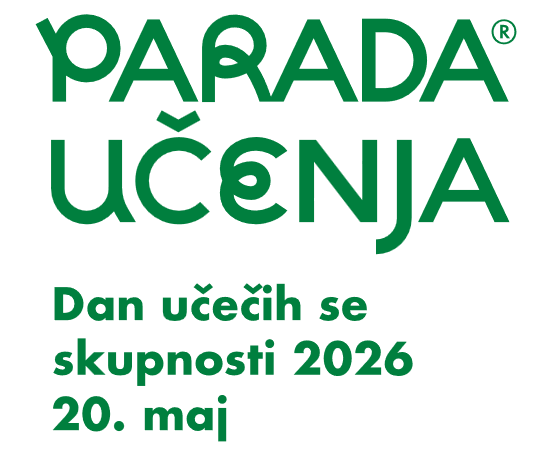 PARADA®
UČENJA
Dan učečih se
skupnosti 2026
20. maj